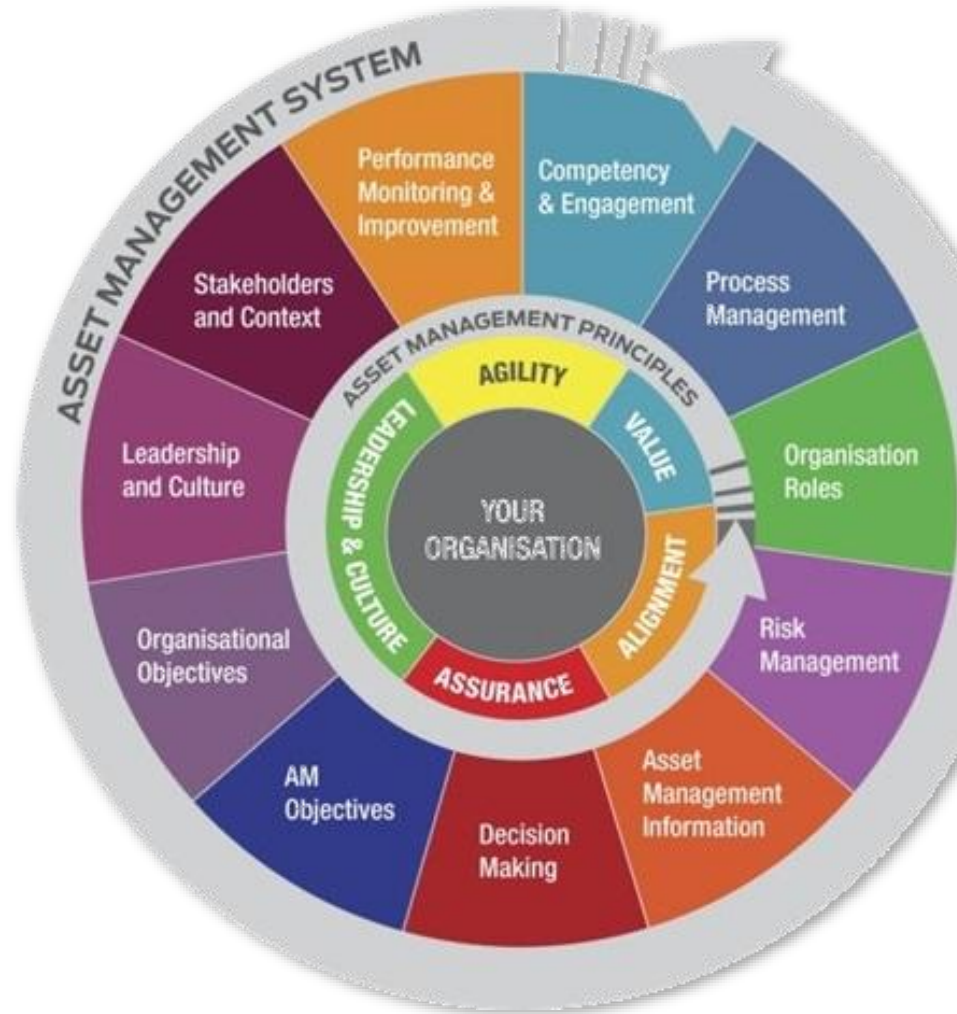 ASSET MANAGEMENT SYSTEM
Performance
Monitoring &
Improvement
Competency
& Engagement
Process
Management
Organisation
Roles
Risk
Management
Asset
Management
Information
Decision
Making
AM
Objectives
Organisational
Objectives
Leadership
and Culture
Stakeholders
and Context
ASSET MANAGEMENT PRINCIPLES
AGILITY
VALUE
ALIGNMENT
ASSURANCE
LEADERSHIP & CULTURE
YOUR
ORGANISATION